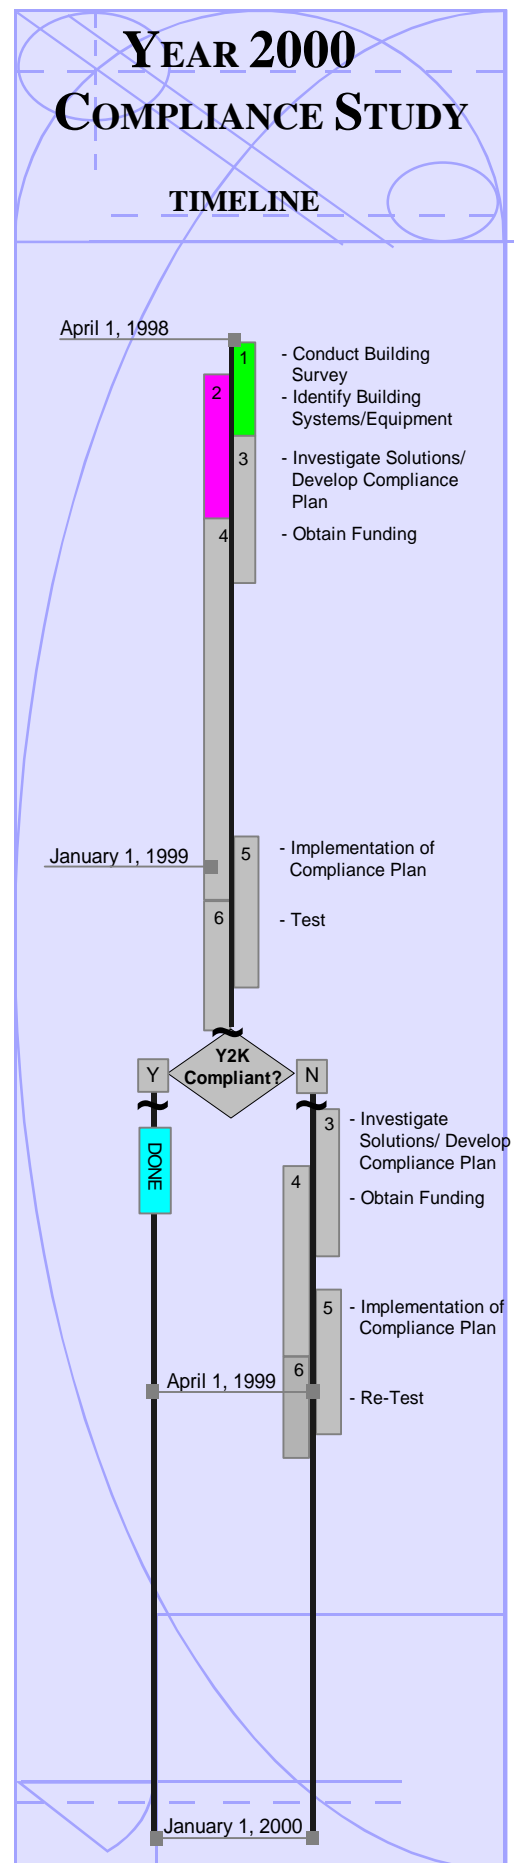 YEAR 2000
COMPLIANCE STUDY
TIMELINE
April 1, 1998
1
- Conduct Building
Survey
2
- Identify Building
Systems/Equipment
3
- Investigate Solutions/
Develop Compliance
Plan
4
- Obtain Funding
January 1, 1999
5
- Implementation of
Compliance Plan
6
- Test
Y2K
Compliant?
Y
N
DONE
3
- Investigate
Solutions/ Develop
Compliance Plan
4
- Obtain Funding
5
- Implementation of
Compliance Plan
6
April 1, 1999
- Re-Test
January 1, 2000